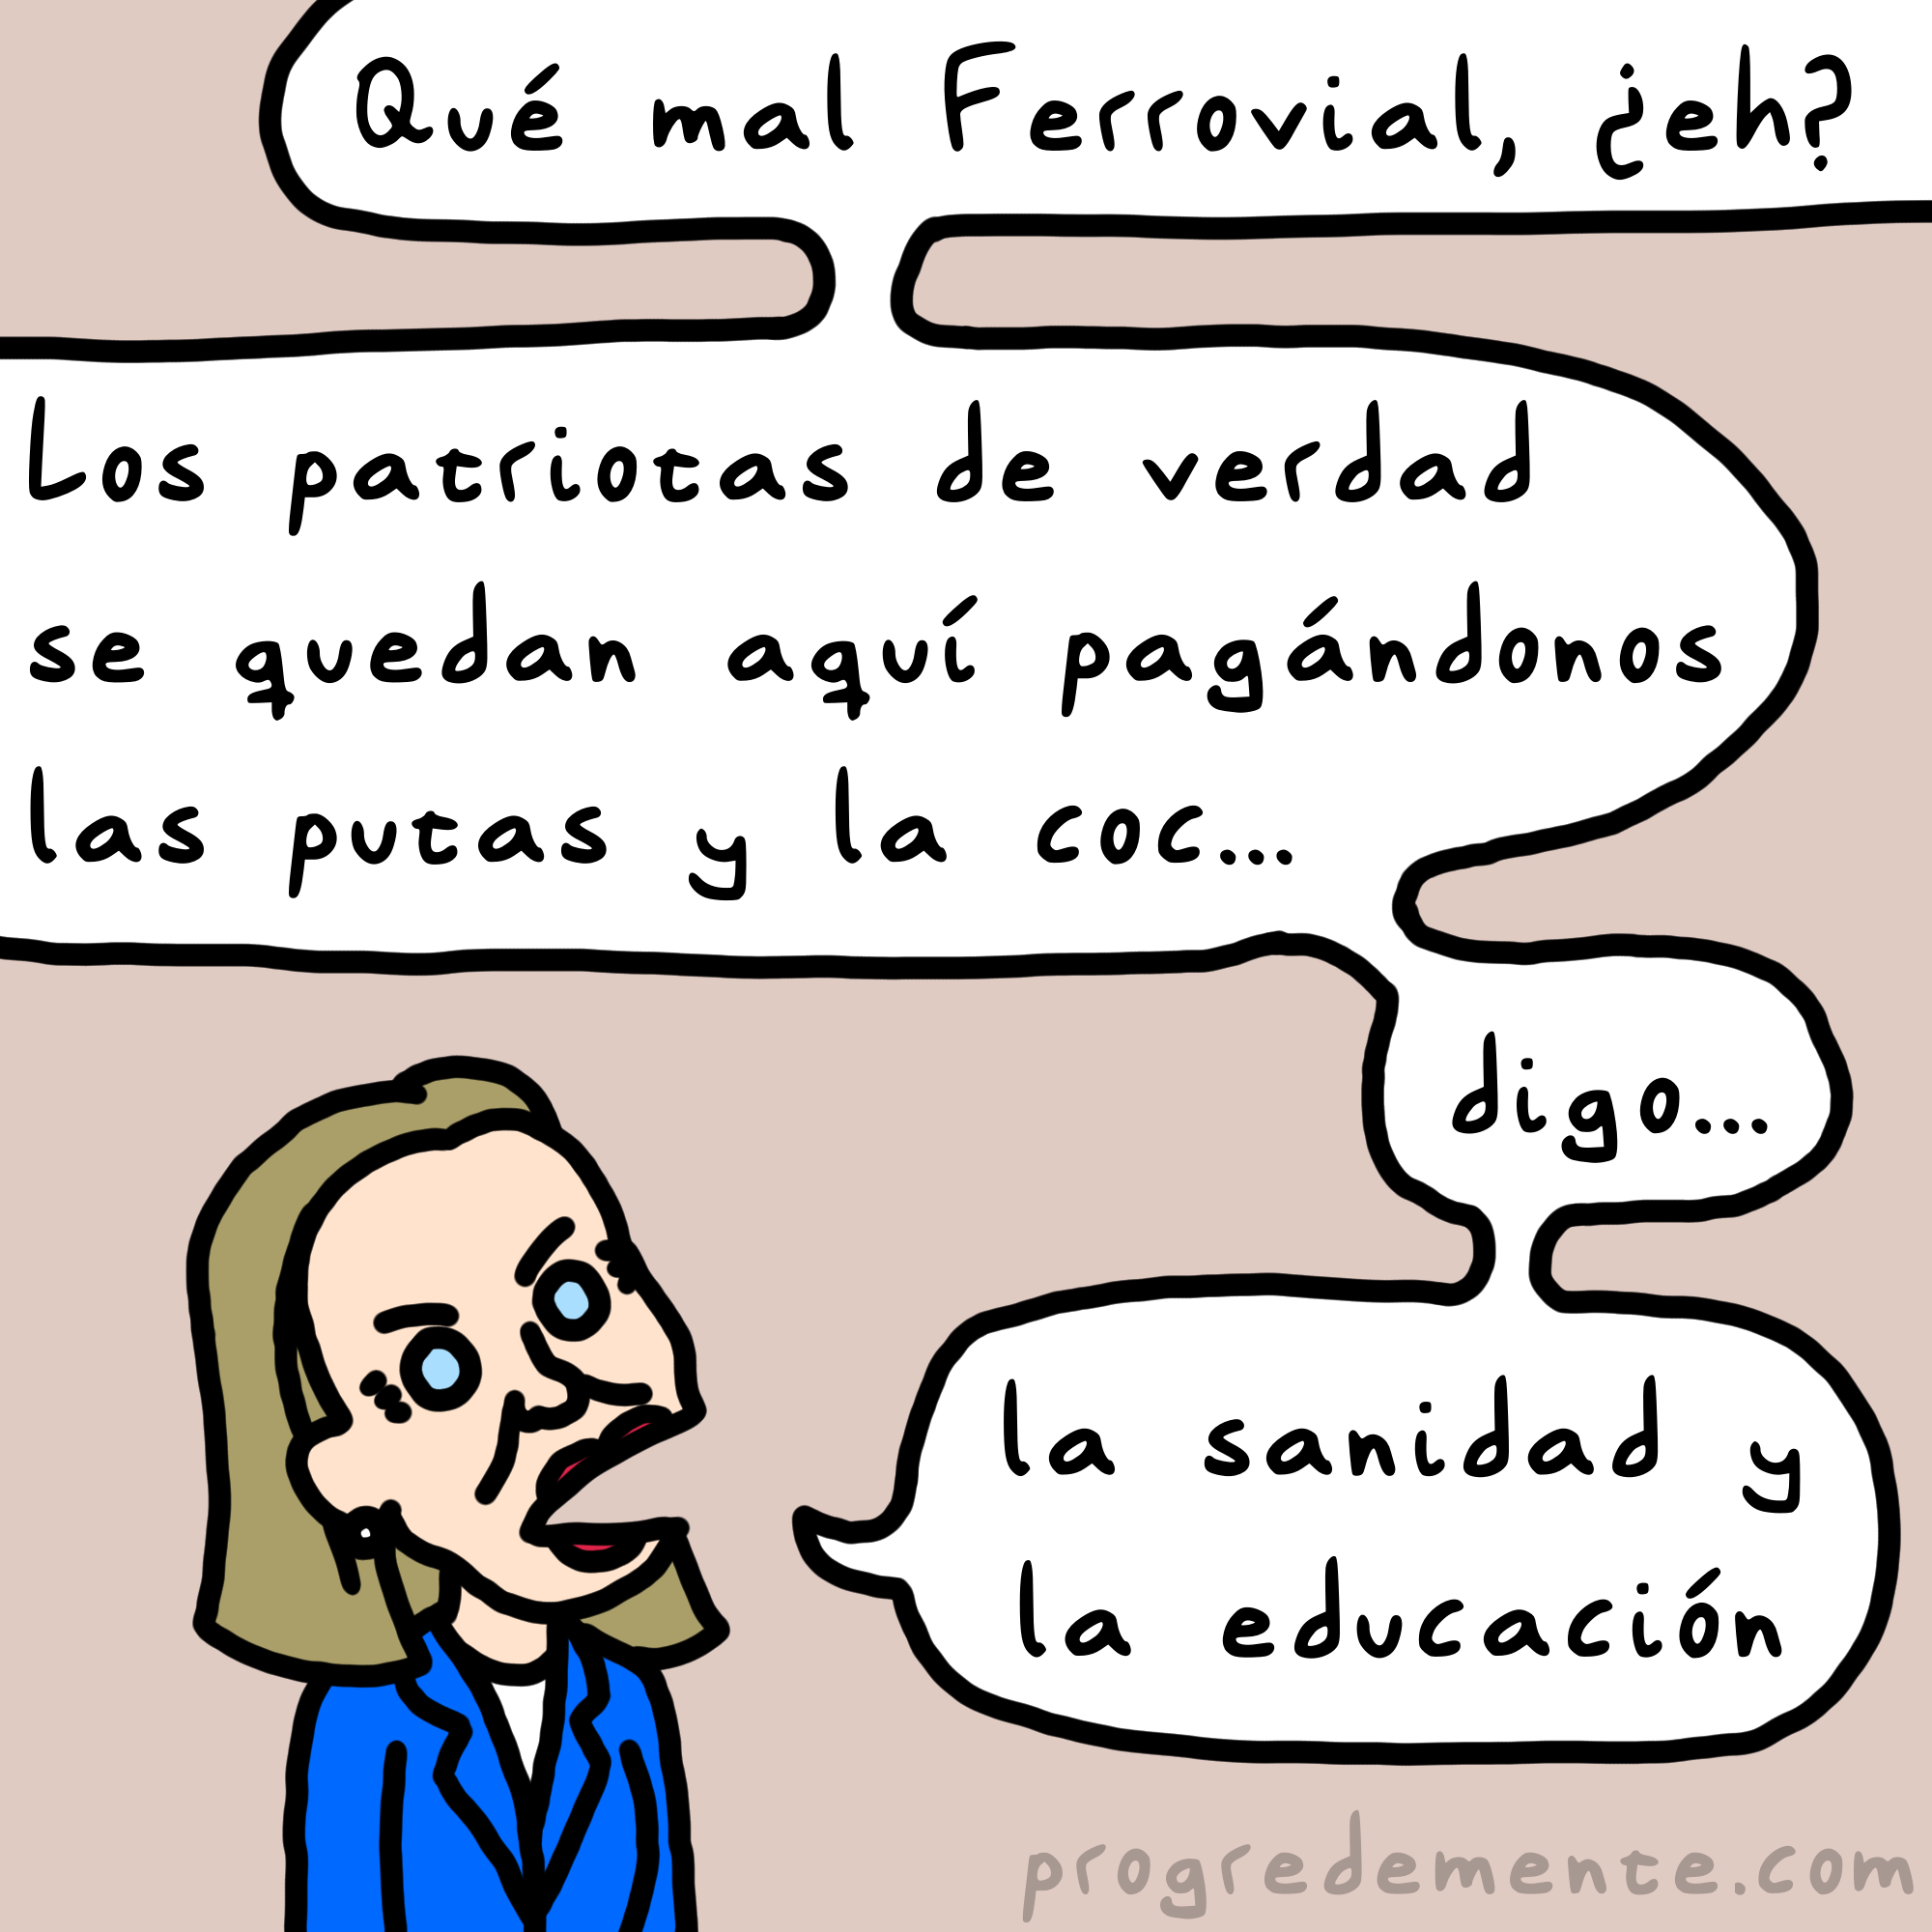 Qué mal Ferrovial, ¿eh?
Los patriotas de verdad
se quedan aquí pagándonos
las putas y la coc...
digo...
la sanidad y
la educación
progredemente.com